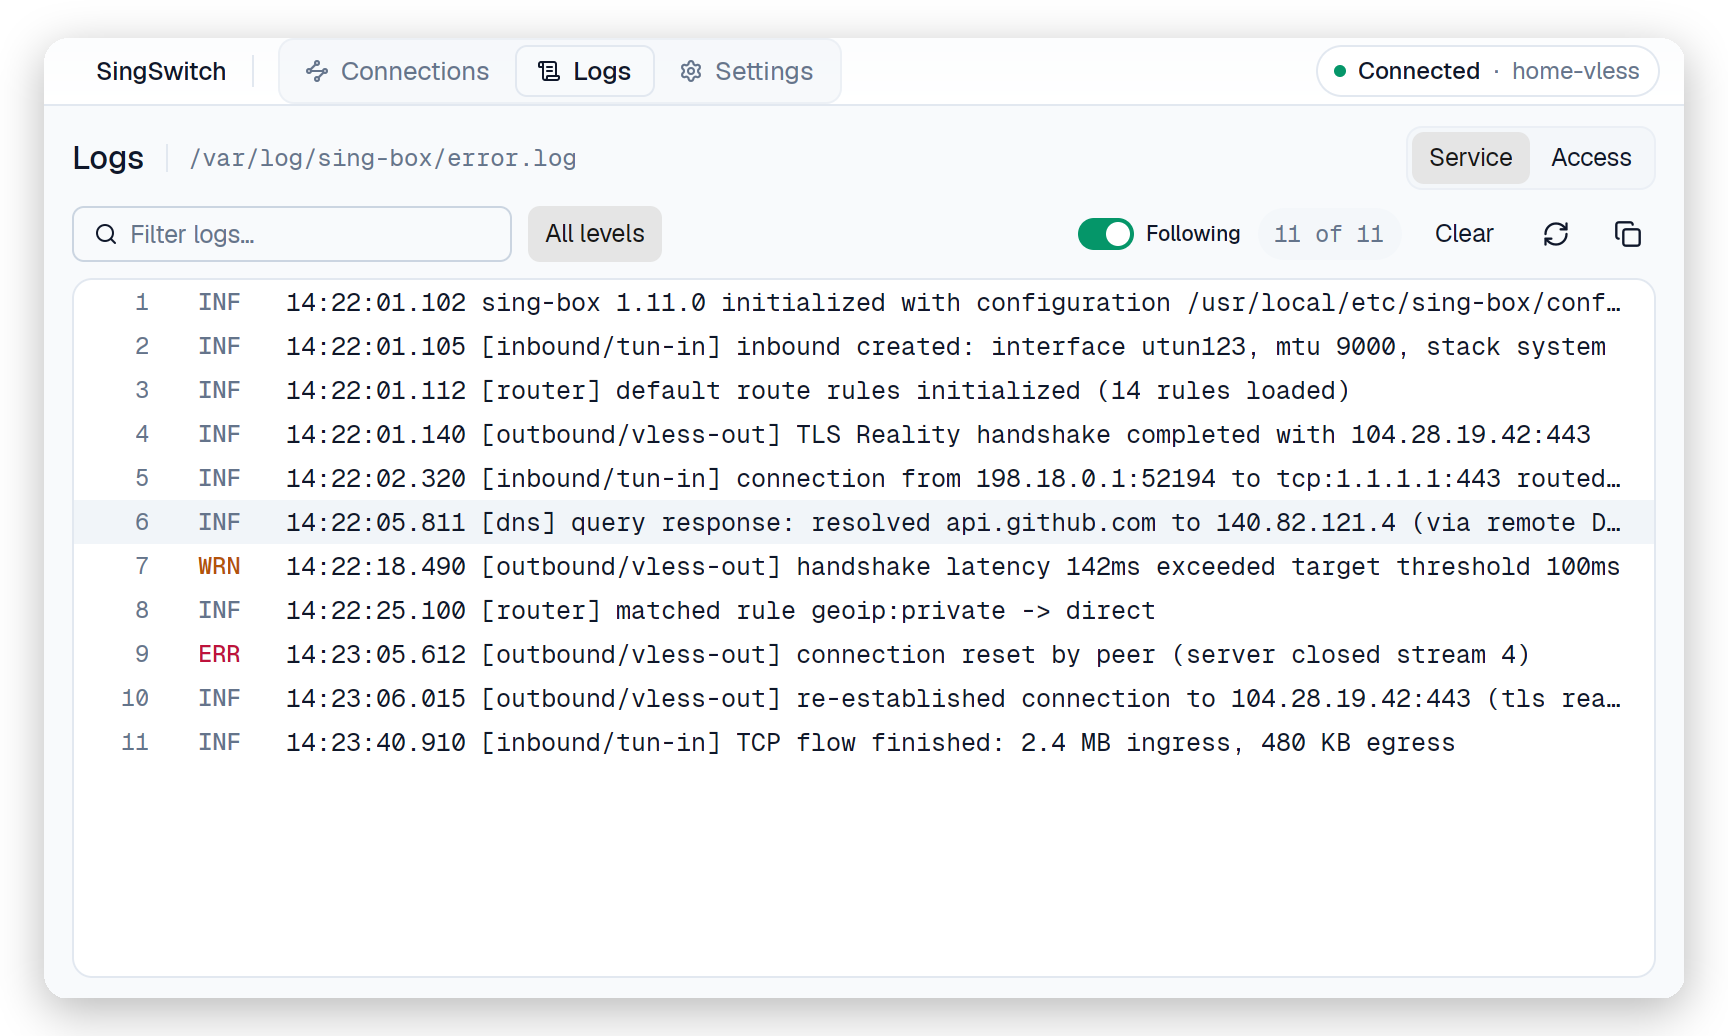 SingSwitch
Connections
Logs
Settings
Connected · home-vless
Logs
/var/log/sing-box/error.log
Service
Access
Filter logs…
All levels
Following
11 of 11
Clear
1 INF 14:22:01.102 sing-box 1.11.0 initialized with configuration /usr/local/etc/sing-box/conf…
2 INF 14:22:01.105 [inbound/tun-in] inbound created: interface utun123, mtu 9000, stack system
3 INF 14:22:01.112 [router] default route rules initialized (14 rules loaded)
4 INF 14:22:01.140 [outbound/vless-out] TLS Reality handshake completed with 104.28.19.42:443
5 INF 14:22:02.320 [inbound/tun-in] connection from 198.18.0.1:52194 to tcp:1.1.1.1:443 routed…
6 INF 14:22:05.811 [dns] query response: resolved api.github.com to 140.82.121.4 (via remote D…
7 WRN 14:22:18.490 [outbound/vless-out] handshake latency 142ms exceeded target threshold 100ms
8 INF 14:22:25.100 [router] matched rule geoip:private -> direct
9 ERR 14:23:05.612 [outbound/vless-out] connection reset by peer (server closed stream 4)
10 INF 14:23:06.015 [outbound/vless-out] re-established connection to 104.28.19.42:443 (tls rea…
11 INF 14:23:40.910 [inbound/tun-in] TCP flow finished: 2.4 MB ingress, 480 KB egress